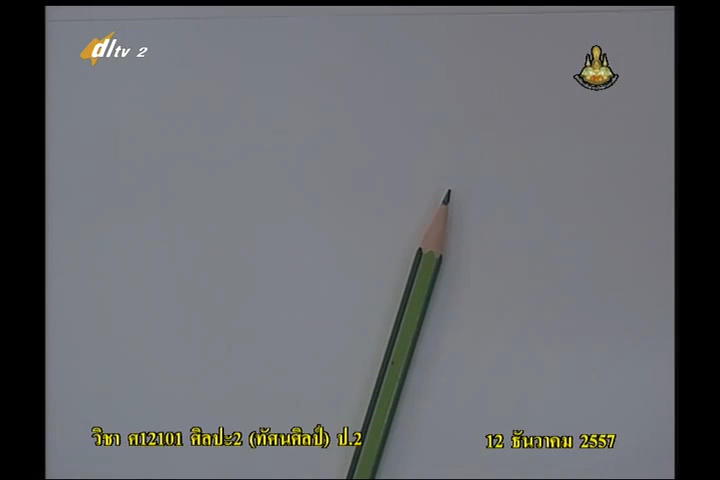 dltv 2
วิชา ศ12101 ศิลปะ2 (ทัศนศิลป์) ป.2
12 ธันวาคม 2557